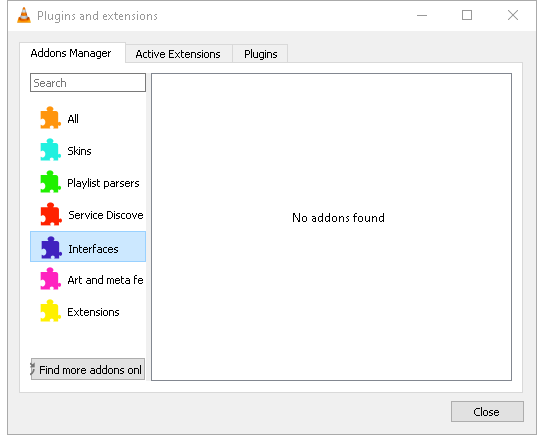 Plugins and extensions
Addons Manager
Active Extensions
Plugins
Search
All
Skins
Playlist parsers
Service Discove
Interfaces
Art and meta fe
Extensions
Find more addons onl
No addons found
Close